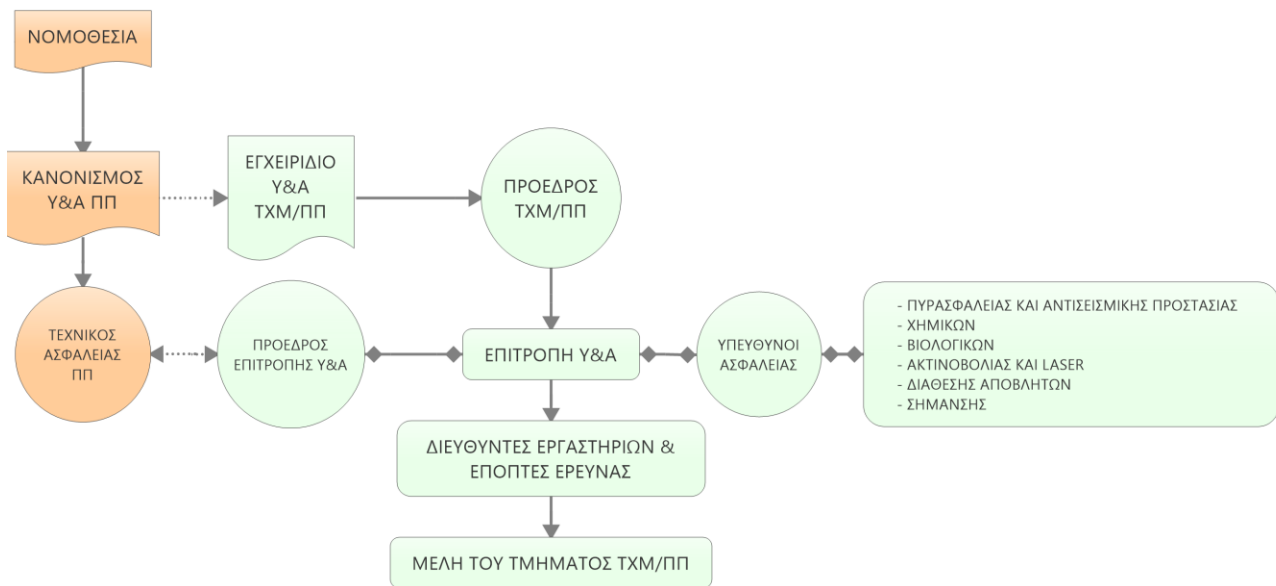 ΝΟΜΟΘΕΣΙΑ
ΚΑΝΟΝΙΣΜΟΣ
Υ&Α ΠΠ
ΕΓΧΕΙΡΙΔΙΟ
Υ&Α
ΤΧΜ/ΠΠ
ΠΡΟΕΔΡΟΣ
ΤΧΜ/ΠΠ
ΤΕΧΝΙΚΟΣ
ΑΣΦΑΛΕΙΑΣ
ΠΠ
ΠΡΟΕΔΡΟΣ
ΕΠΙΤΡΟΠΗΣ Υ&Α
ΕΠΙΤΡΟΠΗ Υ&Α
ΥΠΕΥΘΥΝΟΙ
ΑΣΦΑΛΕΙΑΣ
- ΠΥΡΑΣΦΑΛΕΙΑΣ ΚΑΙ ΑΝΤΙΣΕΙΣΜΙΚΗΣ ΠΡΟΣΤΑΣΙΑΣ
- ΧΗΜΙΚΩΝ
- ΒΙΟΛΟΓΙΚΩΝ
- ΑΚΤΙΝΟΒΟΛΙΑΣ ΚΑΙ LASER
- ΔΙΑΘΕΣΗΣ ΑΠΟΒΛΗΤΩΝ
- ΣΗΜΑΝΣΗΣ
ΔΙΕΥΘΥΝΤΕΣ ΕΡΓΑΣΤΗΡΙΩΝ &
ΕΠΟΠΤΕΣ ΕΡΕΥΝΑΣ
ΜΕΛΗ ΤΟΥ ΤΜΗΜΑΤΟΣ ΤΧΜ/ΠΠ